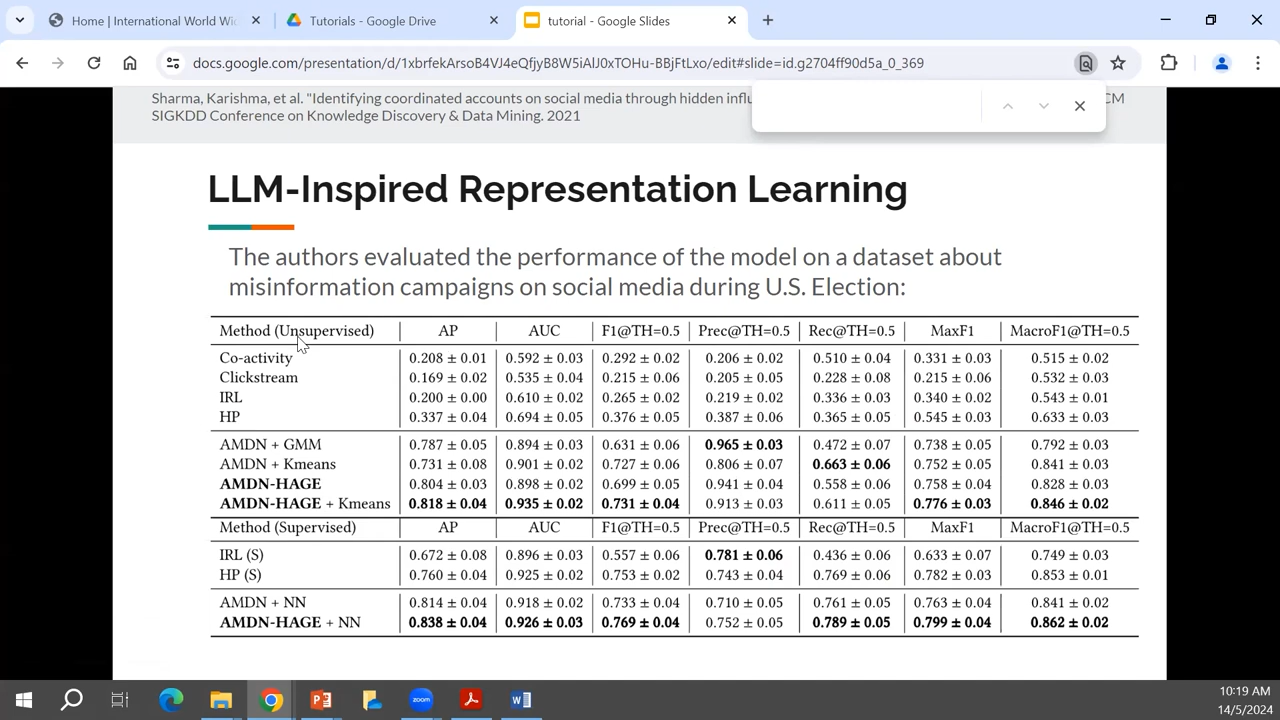 Home | International World Wi
Tutorials - Google Drive
tutorial - Google Slides
docs.google.com/presentation/d/1xbrfekArsoB4VJ4eQfjyB8W5iAlJ0xTOHu-BBjFtLxo/edit#slide=id.g2704ff90d5a_0_369
Sharma, Karishma, et al. "Identifying coordinated accounts on social media through hidden influ CM
SIGKDD Conference on Knowledge Discovery & Data Mining. 2021
LLM-Inspired Representation Learning
The authors evaluated the performance of the model on a dataset about
misinformation campaigns on social media during U.S. Election:
Method (Unsupervised) AP AUC F1@TH=0.5 Prec@TH=0.5 Rec@TH=0.5 MaxF1 MacroF1@TH=0.5
Co-activity 0.208 ± 0.01 0.592 ± 0.03 0.292 ± 0.02 0.206 ± 0.02 0.510 ± 0.04 0.331 ± 0.03 0.515 ± 0.02
Clickstream 0.169 ± 0.02 0.535 ± 0.04 0.215 ± 0.06 0.205 ± 0.05 0.228 ± 0.08 0.215 ± 0.06 0.532 ± 0.03
IRL 0.200 ± 0.00 0.610 ± 0.02 0.265 ± 0.02 0.219 ± 0.02 0.336 ± 0.03 0.340 ± 0.02 0.543 ± 0.01
HP 0.337 ± 0.04 0.694 ± 0.05 0.376 ± 0.05 0.387 ± 0.06 0.365 ± 0.05 0.545 ± 0.03 0.633 ± 0.03
AMDN + GMM 0.787 ± 0.05 0.894 ± 0.03 0.631 ± 0.06 0.965 ± 0.03 0.472 ± 0.07 0.738 ± 0.05 0.792 ± 0.03
AMDN + Kmeans 0.731 ± 0.08 0.901 ± 0.02 0.727 ± 0.06 0.806 ± 0.07 0.663 ± 0.06 0.752 ± 0.05 0.841 ± 0.03
AMDN-HAGE 0.804 ± 0.03 0.898 ± 0.02 0.699 ± 0.05 0.941 ± 0.04 0.558 ± 0.06 0.758 ± 0.04 0.828 ± 0.03
AMDN-HAGE + Kmeans 0.818 ± 0.04 0.935 ± 0.02 0.731 ± 0.04 0.913 ± 0.03 0.611 ± 0.05 0.776 ± 0.03 0.846 ± 0.02
Method (Supervised) AP AUC F1@TH=0.5 Prec@TH=0.5 Rec@TH=0.5 MaxF1 MacroF1@TH=0.5
IRL (S) 0.672 ± 0.08 0.896 ± 0.03 0.557 ± 0.06 0.781 ± 0.06 0.436 ± 0.06 0.633 ± 0.07 0.749 ± 0.03
HP (S) 0.760 ± 0.04 0.925 ± 0.02 0.753 ± 0.02 0.743 ± 0.04 0.769 ± 0.06 0.782 ± 0.03 0.853 ± 0.01
AMDN + NN 0.814 ± 0.04 0.918 ± 0.02 0.733 ± 0.04 0.710 ± 0.05 0.761 ± 0.05 0.763 ± 0.04 0.841 ± 0.02
AMDN-HAGE + NN 0.838 ± 0.04 0.926 ± 0.03 0.769 ± 0.04 0.752 ± 0.05 0.789 ± 0.05 0.799 ± 0.04 0.862 ± 0.02
zoom
10:19 AM
14/5/2024